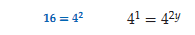 16 = 4² 4¹ = 4²ʸ